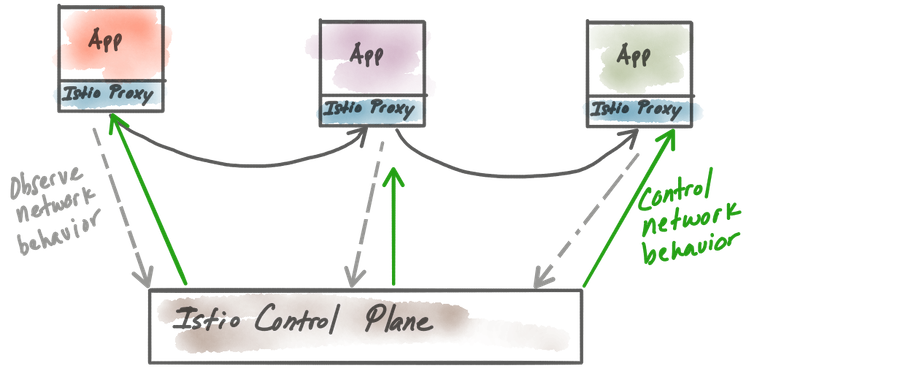 App
Istio Proxy
App
Istio Proxy
App
Istio Proxy
Observe
network
behavior
Control
network
behavior
Istio Control Plane